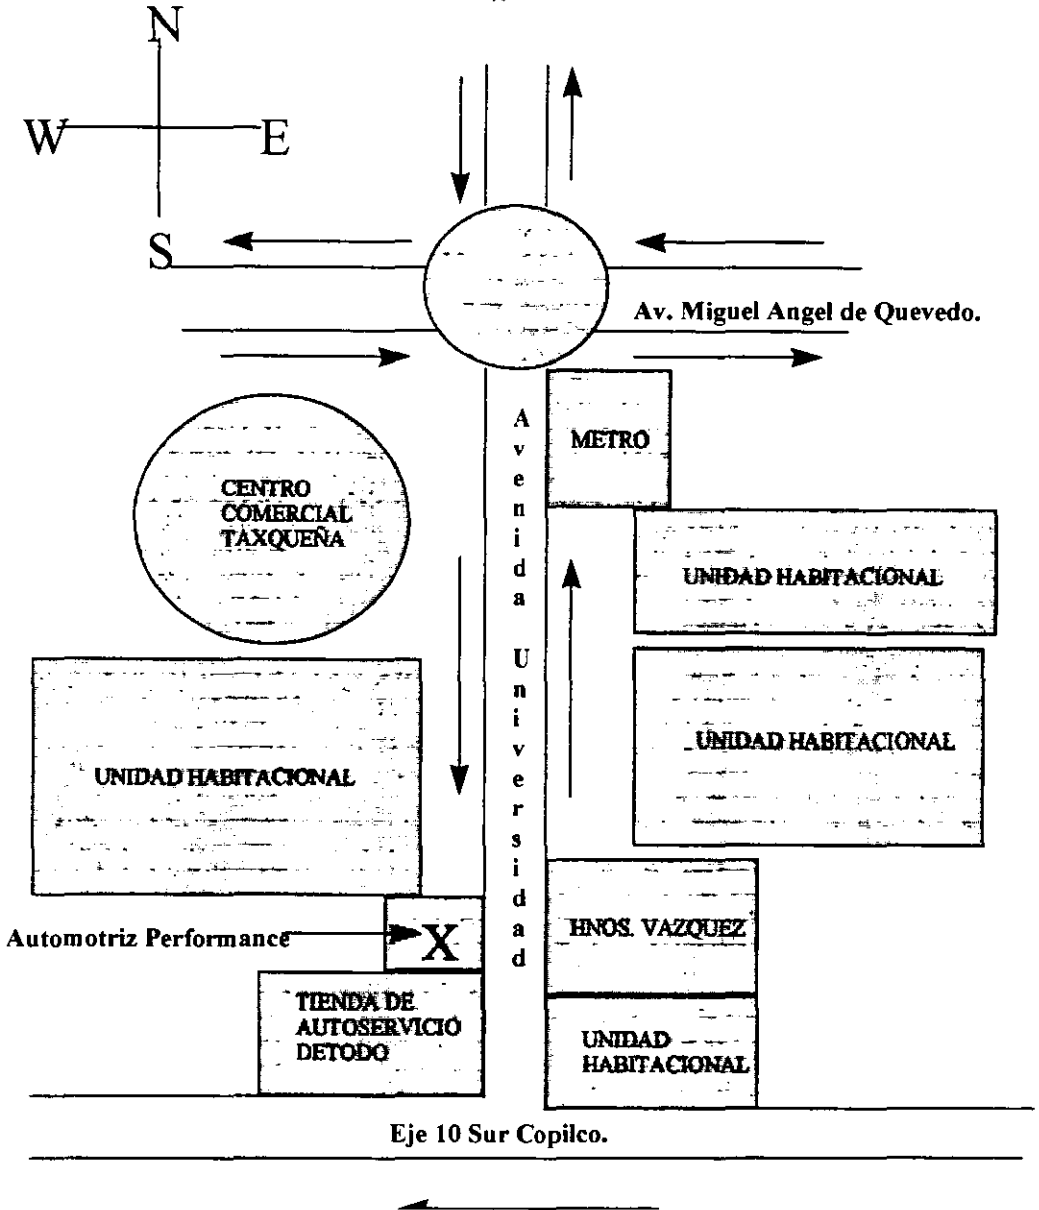 N
W E
S
Av. Miguel Angel de Quevedo.
Avenida Universidad
METRO
CENTRO
COMERCIAL
TAXQUEÑA
UNIDAD HABITACIONAL
UNIDAD HABITACIONAL
UNIDAD HABITACIONAL
Automotriz Performance
X
HNOS. VAZQUEZ
TIENDA DE
AUTOSERVICIO
DETODO
UNIDAD
HABITACIONAL
Eje 10 Sur Copilco.